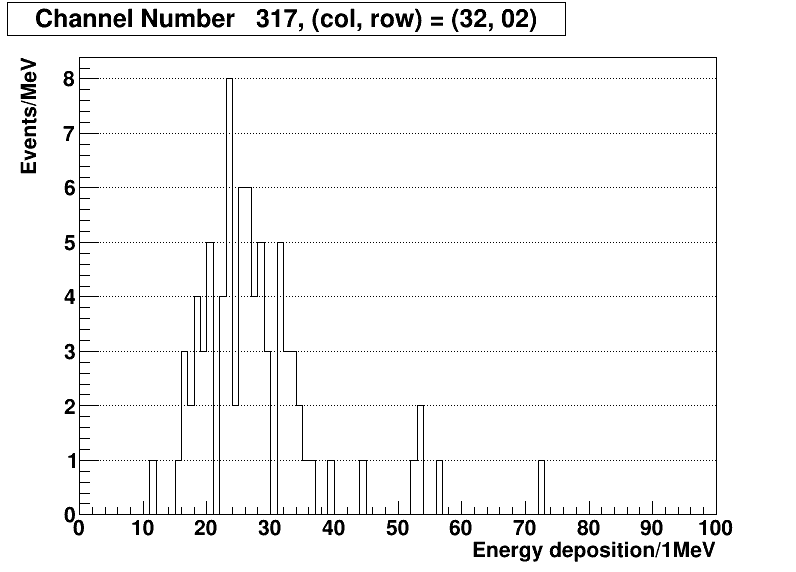 Channel Number   317, (col, row) = (32, 02)
Events/MeV
8
7
6
5
4
3
2
1
0
0 10 20 30 40 50 60 70 80 90 100
Energy deposition/1MeV